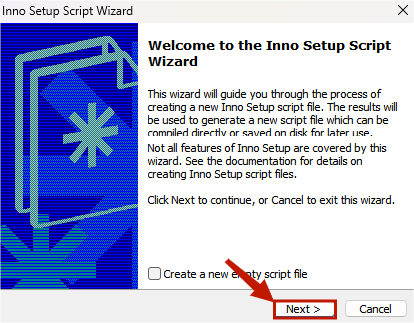 Inno Setup Script Wizard
Welcome to the Inno Setup Script
Wizard
This wizard will guide you through the process of
creating a new Inno Setup script file. The results will
be used to generate a new script file which can be
compiled directly or saved on disk for later use.
Not all features of Inno Setup are covered by this
wizard. See the documentation for details on
creating Inno Setup script files.
Click Next to continue, or Cancel to exit this wizard.
Create a new empty script file
Next >
Cancel